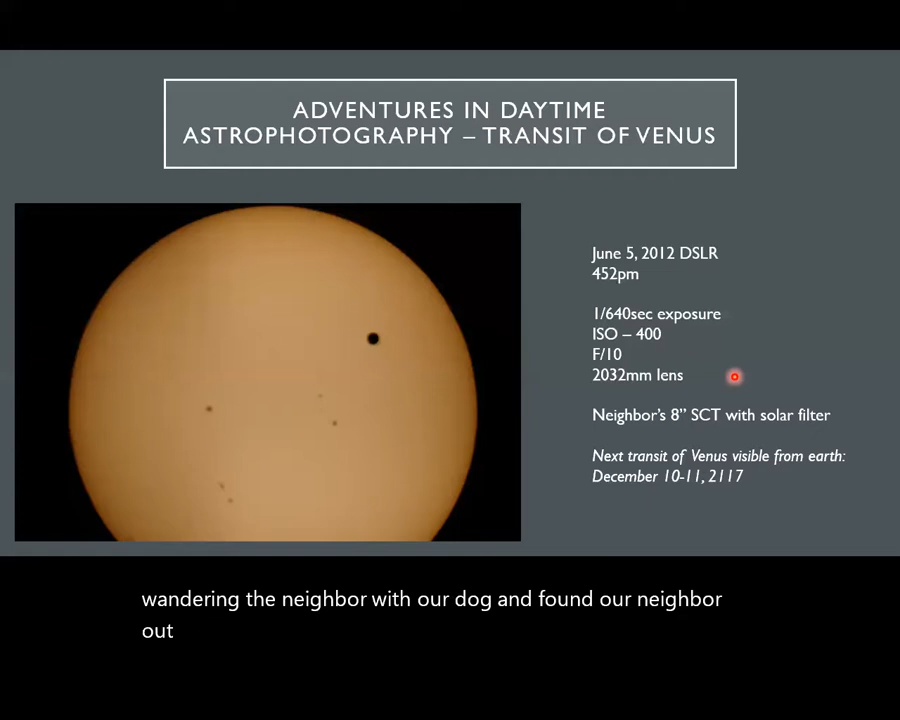 ADVENTURES IN DAYTIME
ASTROPHOTOGRAPHY – TRANSIT OF VENUS
June 5, 2012 DSLR
452pm
1/640sec exposure
ISO – 400
F/10
2032mm lens
Neighbor's 8" SCT with solar filter
Next transit of Venus visible from earth:
December 10-11, 2117
wandering the neighbor with our dog and found our neighbor
out